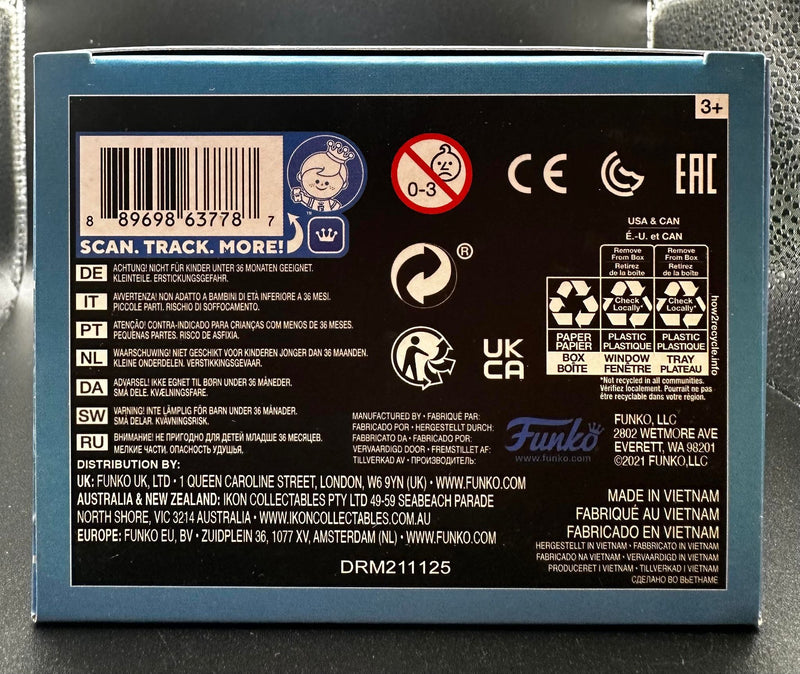 3+
8 89698 63778 7
™
SCAN. TRACK. MORE!
0-3
CE
EAC
®
UK
CA
USA & CAN
É.-U. et CAN
Remove From Box
Retirez de la boîte
Remove From Box
Retirez de la boîte
Check Locally*
Check Locally*
PAPER
PAPIER
PLASTIC
PLASTIQUE
PLASTIC
PLASTIQUE
BOX
BOÎTE
WINDOW
FENÊTRE
TRAY
PLATEAU
how2recycle.info
*Not recycled in all communities.
Vérifiez localement. Pourrait ne pas
être recyclable dans votre région.
DE ACHTUNG! NICHT FÜR KINDER UNTER 36 MONATEN GEEIGNET.
KLEINTEILE. ERSTICKUNGSGEFAHR.
IT AVVERTENZA! NON ADATTO A BAMBINI DI ETÀ INFERIORE A 36 MESI.
PICCOLE PARTI. RISCHIO DI SOFFOCAMENTO.
PT ATENÇÃO! CONTRA-INDICADO PARA CRIANÇAS COM MENOS DE 36 MESES.
PEQUENAS PARTES. RISCO DE ASFIXIA.
NL WAARSCHUWING! NIET GESCHIKT VOOR KINDEREN JONGER DAN 36 MAANDEN.
KLEINE ONDERDELEN. VERSTIKKINGSGEVAAR.
DA ADVARSEL! IKKE EGNET TIL BØRN UNDER 36 MÅNEDER.
SMÅ DELE. KVÆLNINGSFARE.
SW VARNING! INTE LÄMPLIG FÖR BARN UNDER 36 MÅNADER.
SMÅ DELAR. KVÄVNINGSRISK.
RU ВНИМАНИЕ! НЕ ПРИГОДНО ДЛЯ ДЕТЕЙ МЛАДШЕ 36 МЕСЯЦЕВ.
МЕЛКИЕ ЧАСТИ. ОПАСНОСТЬ УДУШЬЯ.
MANUFACTURED BY • FABRIQUÉ PAR:
FABRICADO POR • HERGESTELLT DURCH:
FABBRICATO DA • FABRICADO POR:
VERVAARDIGD DOOR • FREMSTILLET AF:
TILLVERKAD AV • ПРОИЗВОДИТЕЛЬ:
Funko
www.funko.com
FUNKO, LLC
2802 WETMORE AVE
EVERETT, WA 98201
©2021 FUNKO,LLC
DISTRIBUTION BY:
UK: FUNKO UK, LTD • 1 QUEEN CAROLINE STREET, LONDON, W6 9YN (UK) • WWW.FUNKO.COM
AUSTRALIA & NEW ZEALAND: IKON COLLECTABLES PTY LTD 49-59 SEABEACH PARADE
NORTH SHORE, VIC 3214 AUSTRALIA • WWW.IKONCOLLECTABLES.COM.AU
EUROPE: FUNKO EU, BV • ZUIDPLEIN 36, 1077 XV, AMSTERDAM (NL) • WWW.FUNKO.COM
MADE IN VIETNAM
FABRIQUÉ AU VIETNAM
FABRICADO EN VIETNAM
HERGESTELLT IN VIETNAM • FABBRICATO IN VIETNAM
FABRICADO NA VIETNAM • VERVAARDIGD IN VIETNAM
PRODUCERET I VIETNAM • TILLVERKAD I VIETNAM
СДЕЛАНО ВО ВЬЕТНАМЕ
DRM211125